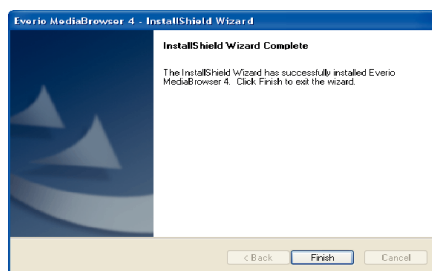 Everio MediaBrowser 4 - InstallShield Wizard
InstallShield Wizard Complete
The InstallShield Wizard has successfully installed Everio
MediaBrowser 4. Click Finish to exit the wizard.
< Back
Finish
Cancel